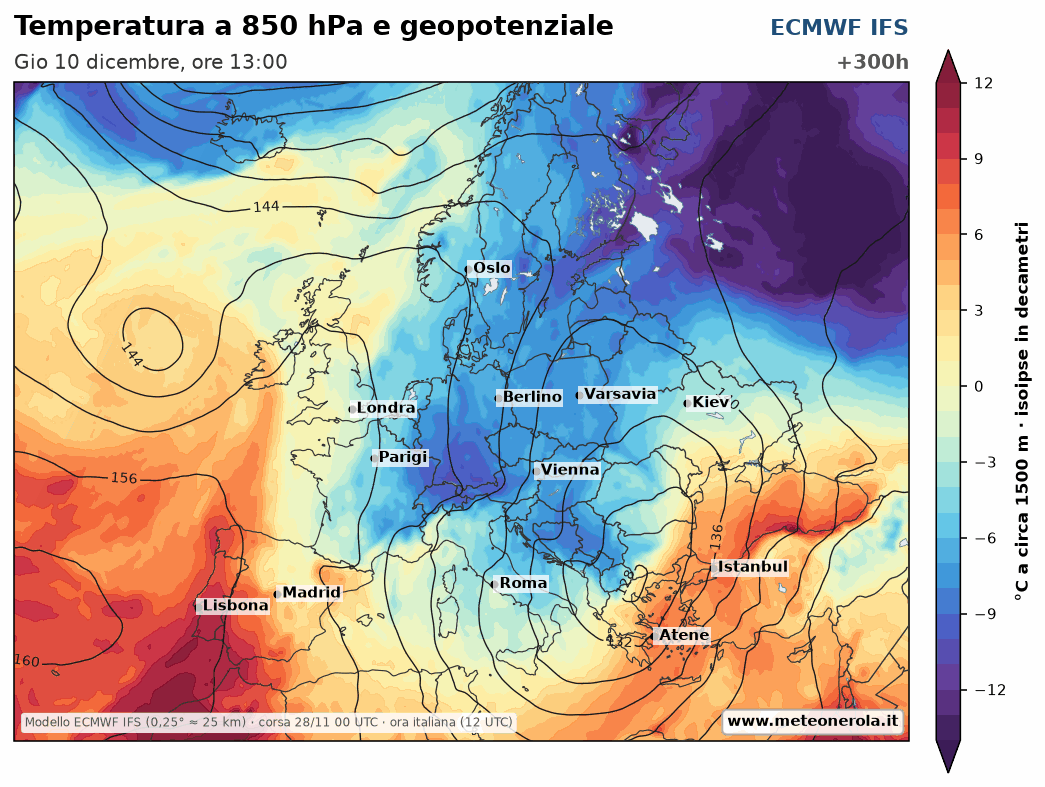 Temperatura a 850 hPa e geopotenziale
ECMWF IFS
Gio 10 dicembre, ore 13:00
+300h
144
Oslo
144
Berlino
Varsavia
Kiev
Londra
Parigi
Vienna
156
136
Roma
Istanbul
Madrid
Lisbona
Atene
132
160
Modello ECMWF IFS (0,25° ≈ 25 km) · corsa 28/11 00 UTC · ora italiana (12 UTC)
www.meteonerola.it
12
9
6
3
0
−3
−6
−9
−12
°C a circa 1500 m · isoipse in decametri